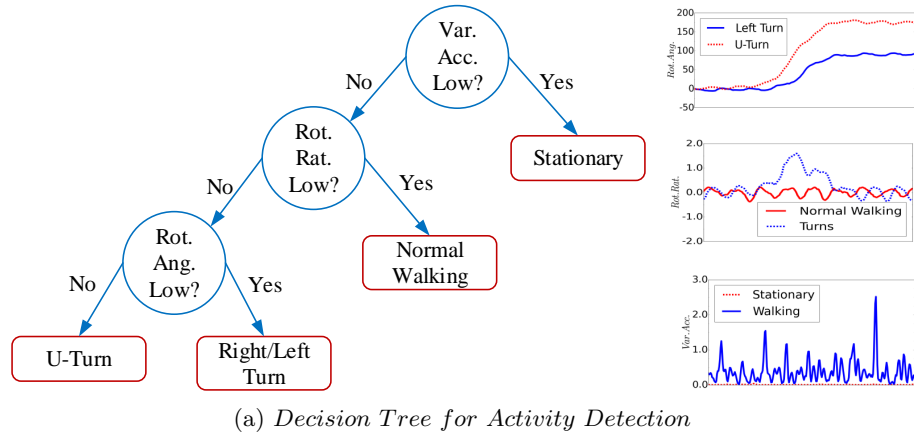 Var.
Acc.
Low?
No
Yes
Rot.
Rat.
Low?
Stationary
No
Yes
Rot.
Ang.
Low?
Normal
Walking
No
Yes
U-Turn
Right/Left
Turn
200
150
100
50
0
-50
Rot.Ang.
Left Turn
U-Turn
2.0
1.0
0.0
-1.0
-2.0
Rot.Rat.
Normal Walking
Turns
3.0
2.0
1.0
0.0
Var.Acc.
Stationary
Walking
(a) Decision Tree for Activity Detection